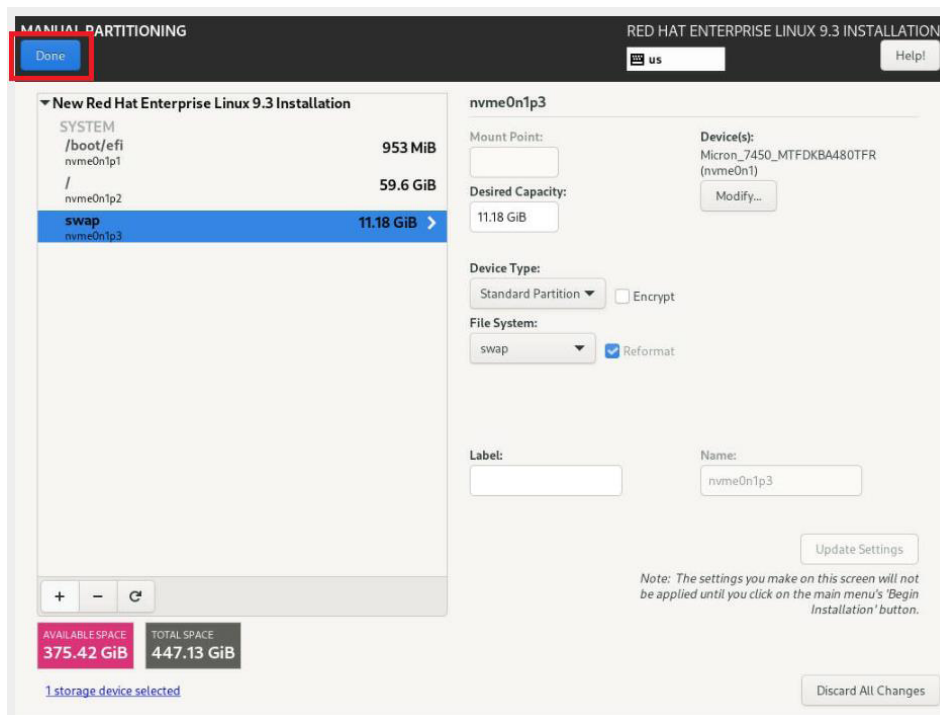 MANUAL PARTITIONING
RED HAT ENTERPRISE LINUX 9.3 INSTALLATION
Done
us
Help!
New Red Hat Enterprise Linux 9.3 Installation
SYSTEM
/boot/efi
953 MiB
nvme0n1p1
/
59.6 GiB
nvme0n1p2
swap
11.18 GiB
nvme0n1p3
nvme0n1p3
Mount Point:
Desired Capacity:
11.18 GiB
Device(s):
Micron_7450_MTFDKBA480TFR
(nvme0n1)
Modify...
Device Type:
Standard Partition
Encrypt
File System:
swap
Reformat
Label:
Name:
nvme0n1p3
Update Settings
Note: The settings you make on this screen will not
be applied until you click on the main menu's 'Begin
Installation' button.
+ -
AVAILABLE SPACE
375.42 GiB
TOTAL SPACE
447.13 GiB
1 storage device selected
Discard All Changes